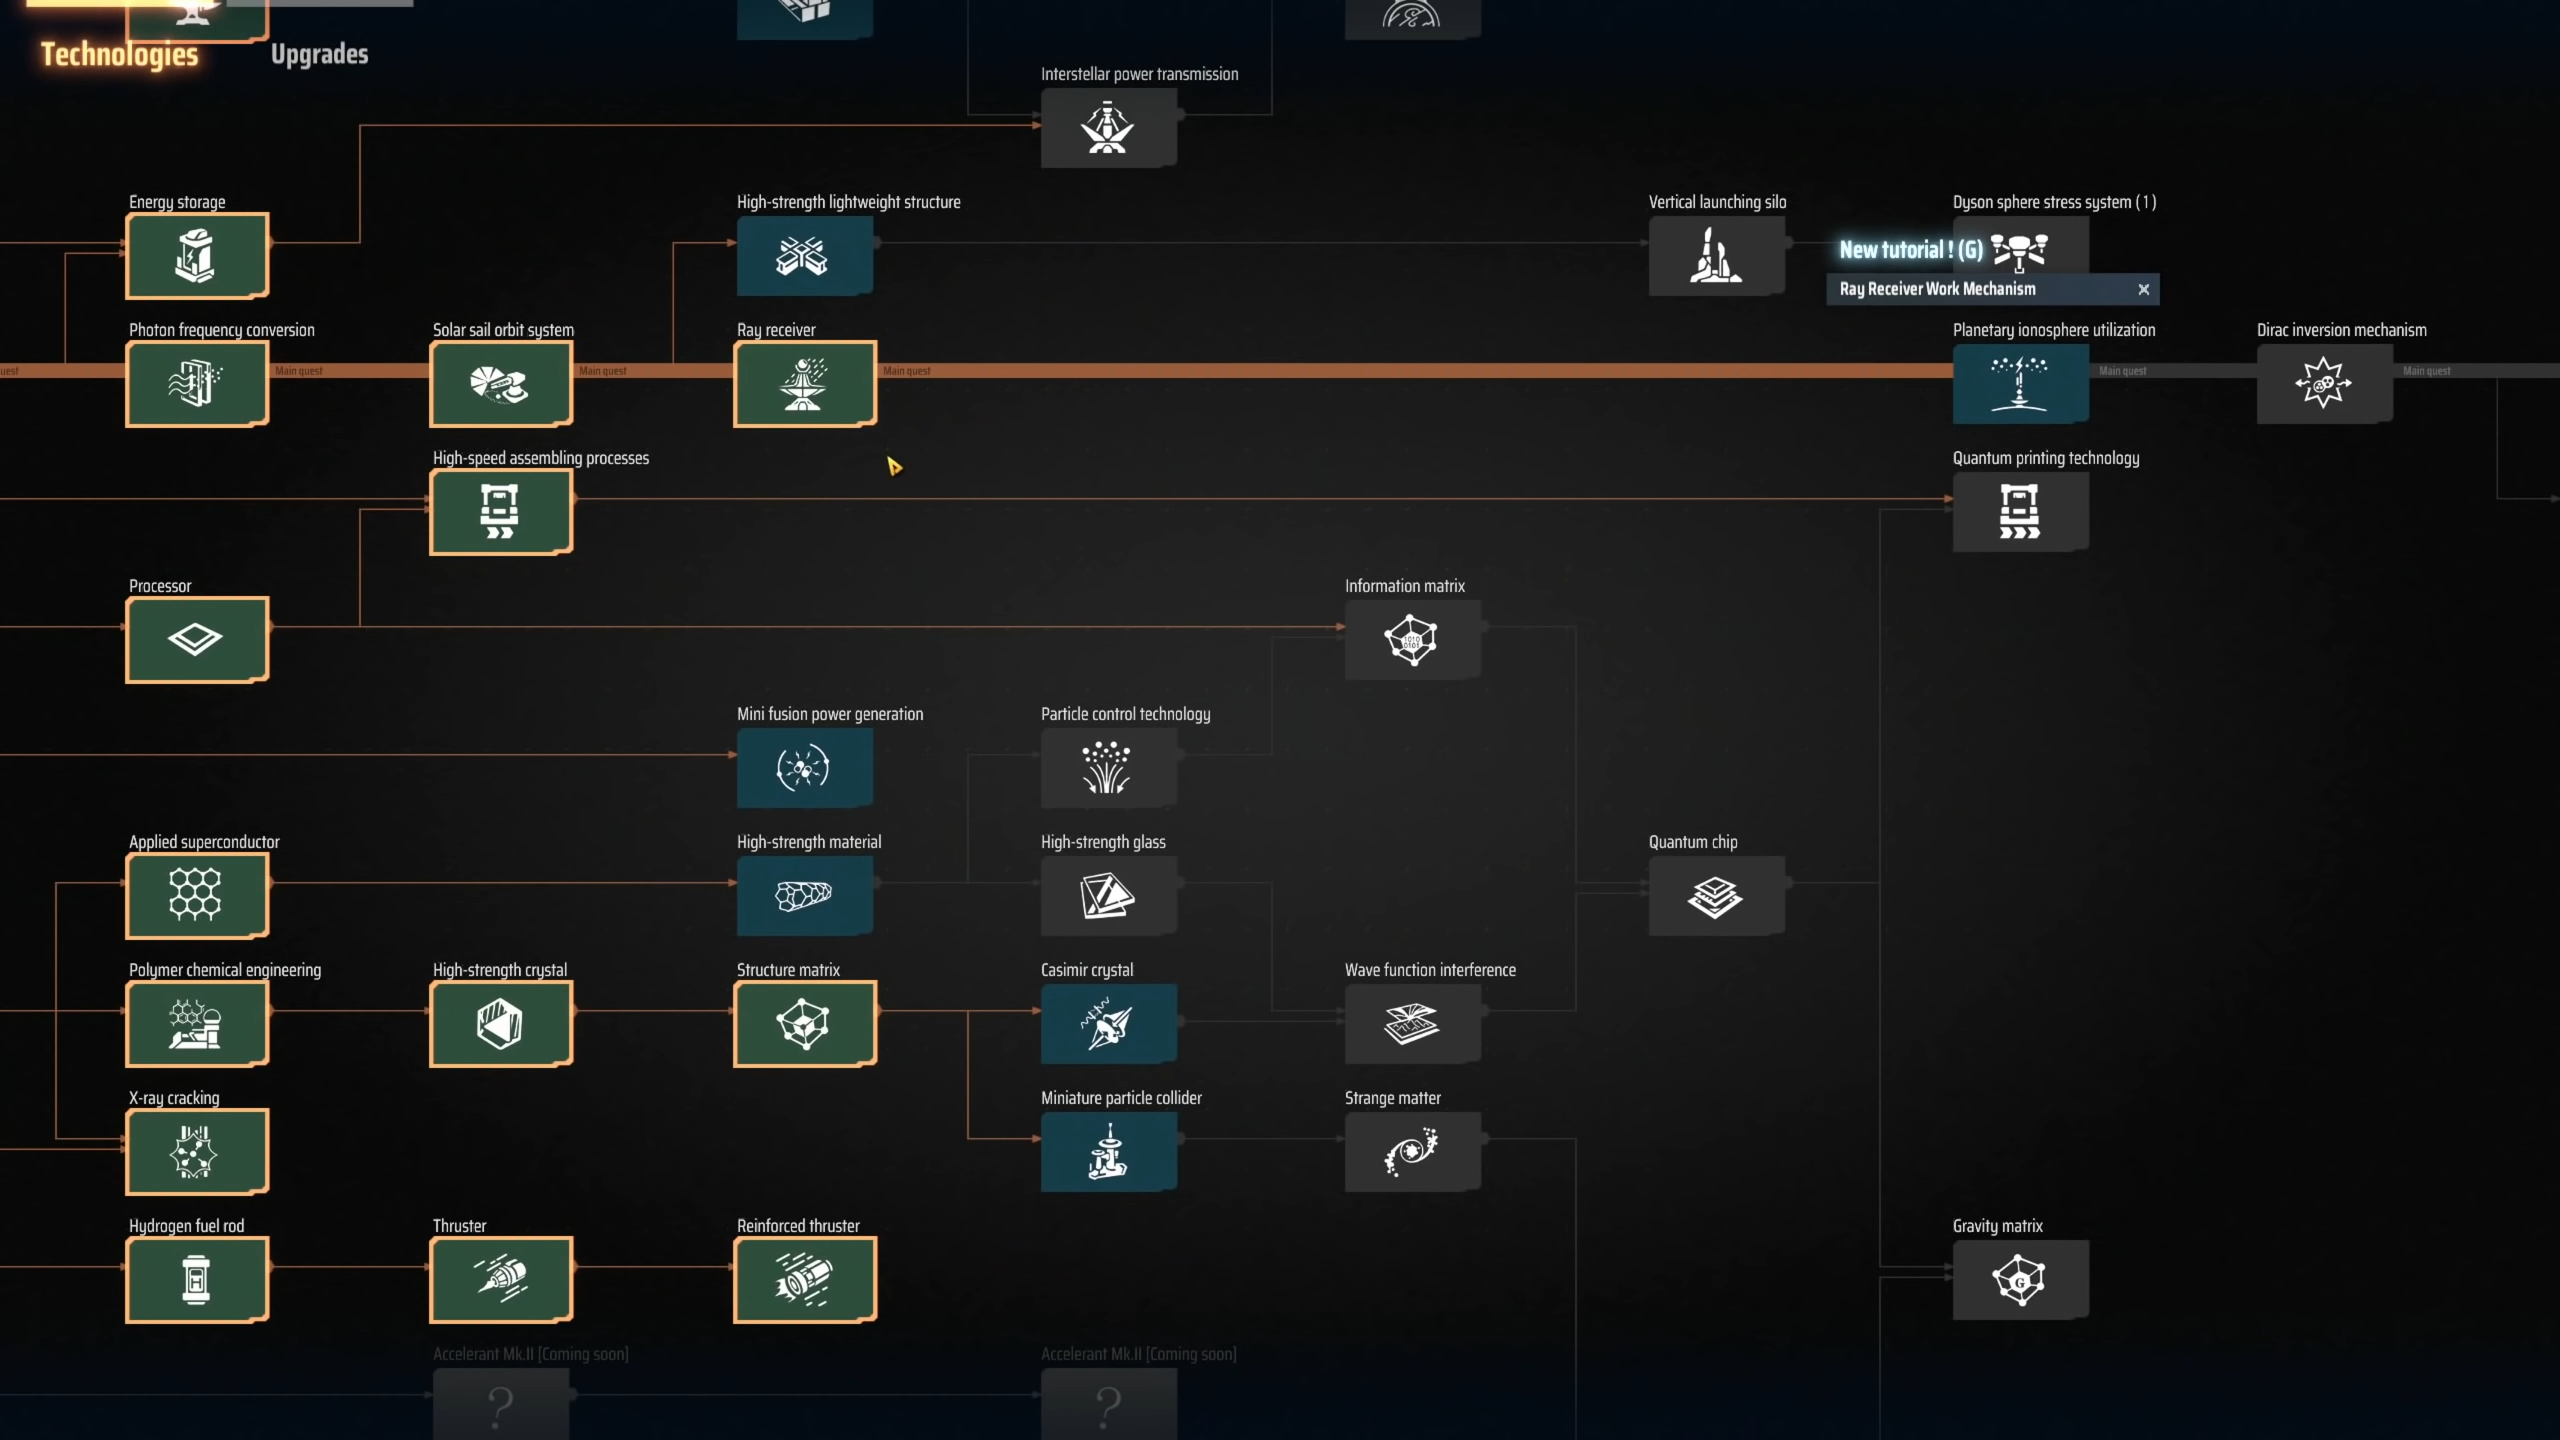 Technologies
Upgrades
Interstellar power transmission
Energy storage
High-strength lightweight structure
Vertical launching silo
Dyson sphere stress system (1)
New tutorial ! (G)
Ray Receiver Work Mechanism
Photon frequency conversion
Solar sail orbit system
Ray receiver
Planetary ionosphere utilization
Dirac inversion mechanism
uest
Main quest
Main quest
Main quest
Main quest
Main quest
High-speed assembling processes
Quantum printing technology
Processor
Information matrix
Mini fusion power generation
Particle control technology
Applied superconductor
High-strength material
High-strength glass
Quantum chip
Polymer chemical engineering
High-strength crystal
Structure matrix
Casimir crystal
Wave function interference
X-ray cracking
Miniature particle collider
Strange matter
Hydrogen fuel rod
Thruster
Reinforced thruster
Gravity matrix
G
Accelerant Mk.II [Coming soon]
Accelerant Mk.II [Coming soon]
?
?